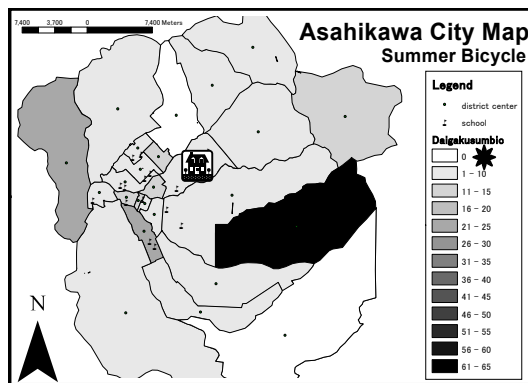 7,400 3,700 0 7,400 Meters
Asahikawa City Map
Summer Bicycle
Legend
district center
school
Daigakusumbio
0
1 - 10
11 - 15
16 - 20
21 - 25
26 - 30
31 - 35
36 - 40
41 - 45
46 - 50
51 - 55
56 - 60
61 - 65
N